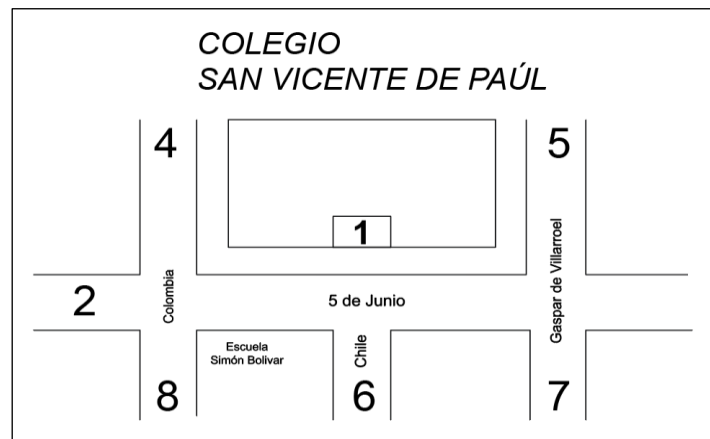 COLEGIO
SAN VICENTE DE PAÚL
4
5
1
Gaspar de Villarroel
2
Colombia
5 de Junio
Escuela
Simón Bolivar
Chile
8
6
7